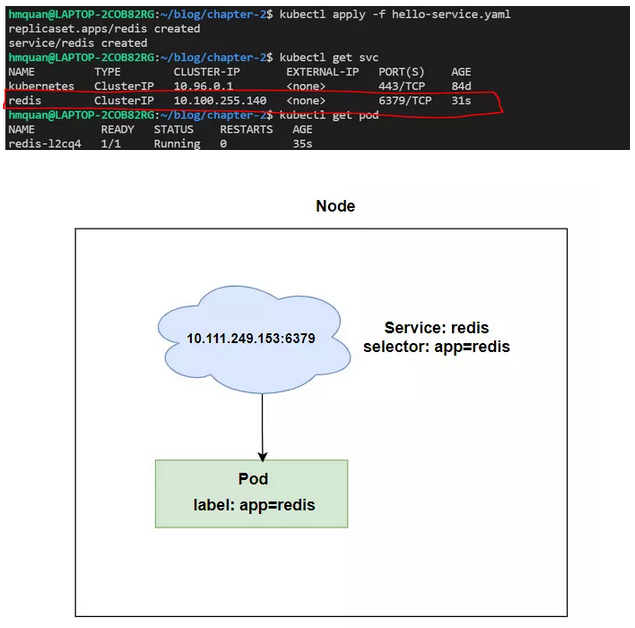 hmquan@LAPTOP-2COB82RG:~/blog/chapter-2$ kubectl apply -f hello-service.yaml
replicaset.apps/redis created
service/redis created
hmquan@LAPTOP-2COB82RG:~/blog/chapter-2$ kubectl get svc
NAME TYPE CLUSTER-IP EXTERNAL-IP PORT(S) AGE
kubernetes ClusterIP 10.96.0.1 <none> 443/TCP 84d
redis ClusterIP 10.100.255.140 <none> 6379/TCP 31s
hmquan@LAPTOP-2COB82RG:~/blog/chapter-2$ kubectl get pod
NAME READY STATUS RESTARTS AGE
redis-l2cq4 1/1 Running 0 35s
Node
10.111.249.153:6379
Service: redis
selector: app=redis
Pod
label: app=redis